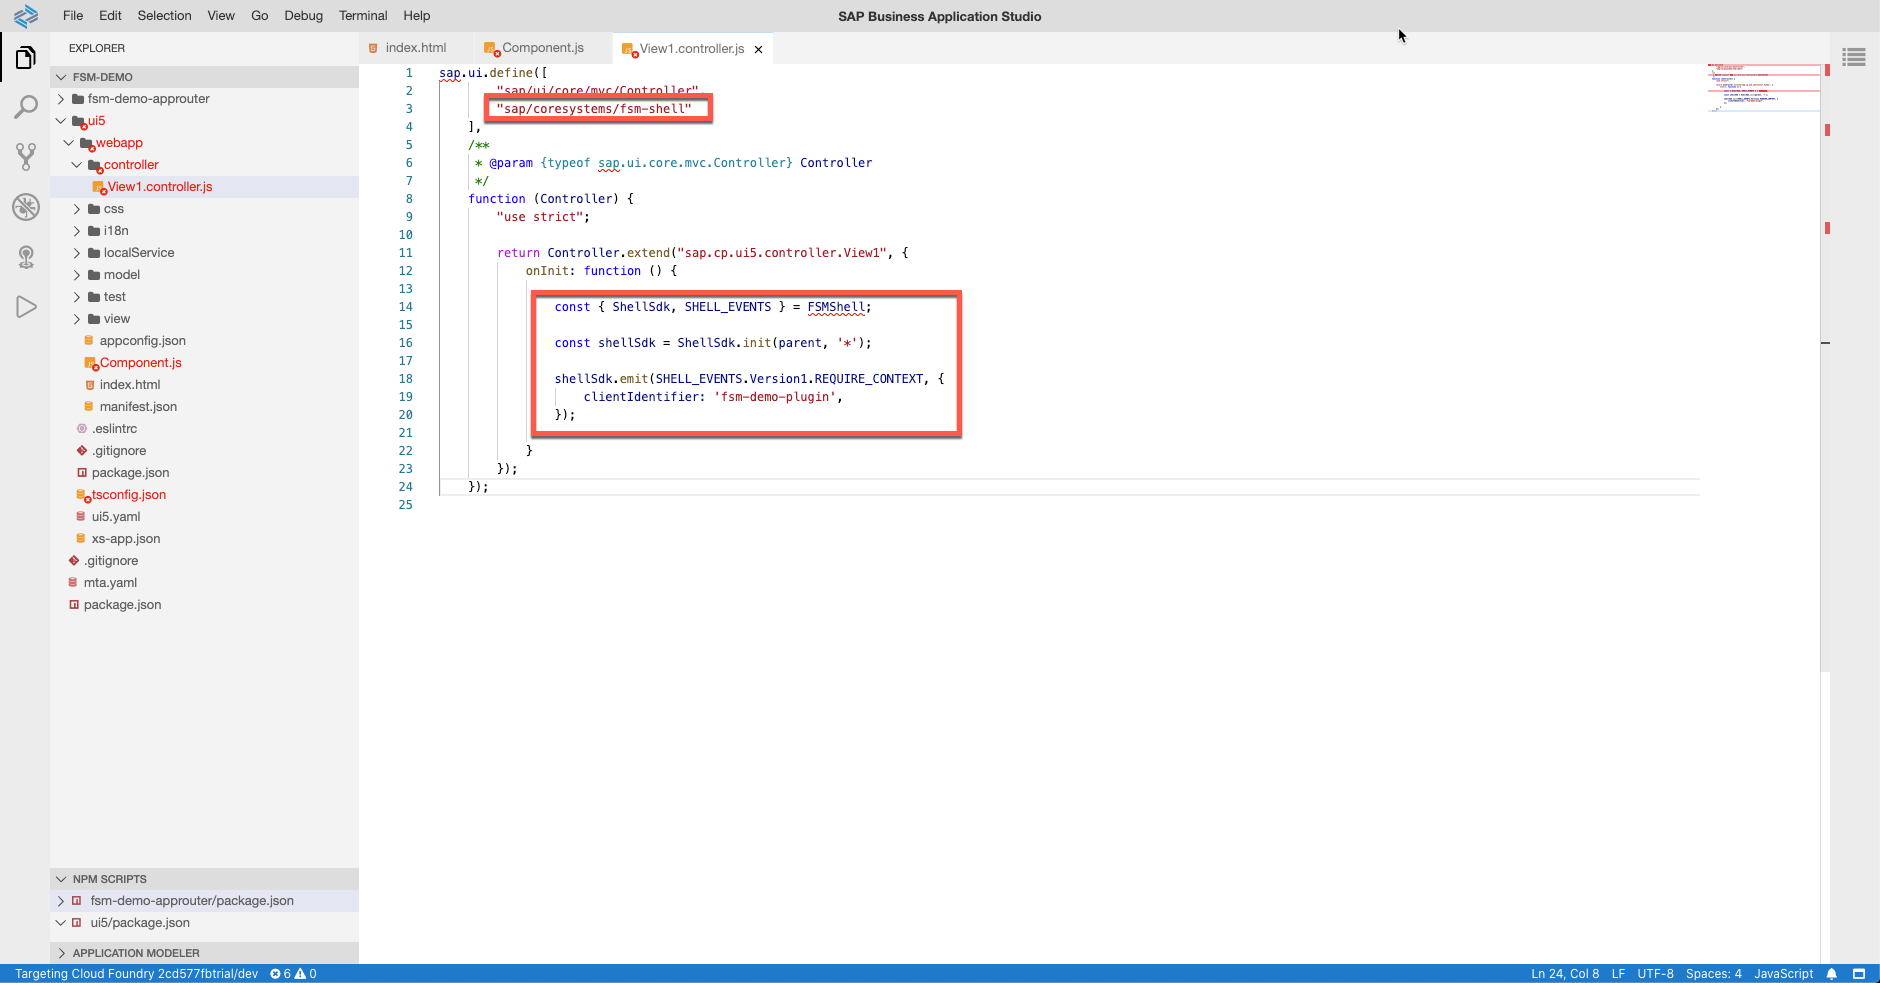 File Edit Selection View Go Debug Terminal Help
SAP Business Application Studio
EXPLORER
FSM-DEMO
fsm-demo-approuter
ui5
webapp
controller
View1.controller.js
css
i18n
localService
model
test
view
appconfig.json
Component.js
index.html
manifest.json
.eslintrc
.gitignore
package.json
tsconfig.json
ui5.yaml
xs-app.json
.gitignore
mta.yaml
package.json
NPM SCRIPTS
fsm-demo-approuter/package.json
ui5/package.json
APPLICATION MODELER
index.html Component.js View1.controller.js
1 sap.ui.define([
2 "sap/ui/core/mvc/Controller",
3 "sap/coresystems/fsm-shell"
4 ],
5 /**
6 * @param {typeof sap.ui.core.mvc.Controller} Controller
7 */
8 function (Controller) {
9 "use strict";
10
11 return Controller.extend("sap.cp.ui5.controller.View1", {
12 onInit: function () {
13
14 const { ShellSdk, SHELL_EVENTS } = FSMShell;
15
16 const shellSdk = ShellSdk.init(parent, '*');
17
18 shellSdk.emit(SHELL_EVENTS.Version1.REQUIRE_CONTEXT, {
19 clientIdentifier: 'fsm-demo-plugin',
20 });
21
22 }
23 });
24 });
25
Targeting Cloud Foundry 2cd577fbtrial/dev 6 0
Ln 24, Col 8 LF UTF-8 Spaces: 4 JavaScript